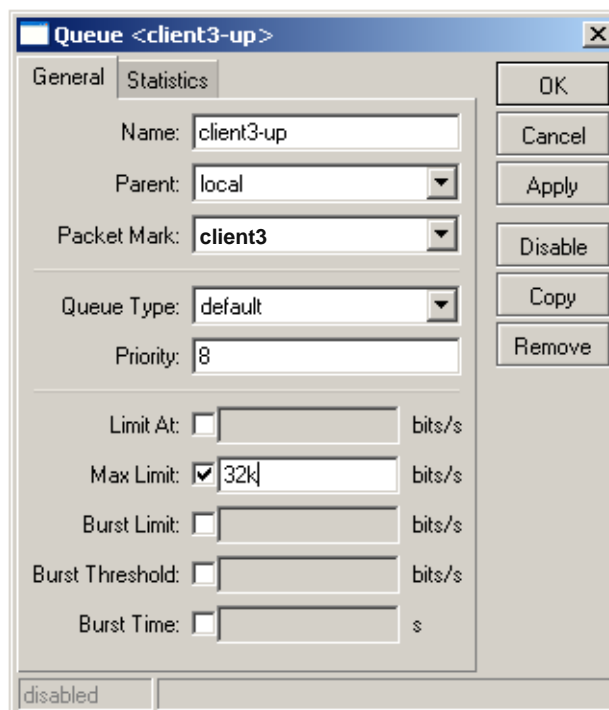 Queue <client3-up>
General Statistics
Name: client3-up
Parent: local
Packet Mark: client3
Queue Type: default
Priority: 8
Limit At: bits/s
Max Limit: 32k bits/s
Burst Limit: bits/s
Burst Threshold: bits/s
Burst Time: s
OK
Cancel
Apply
Disable
Copy
Remove
disabled